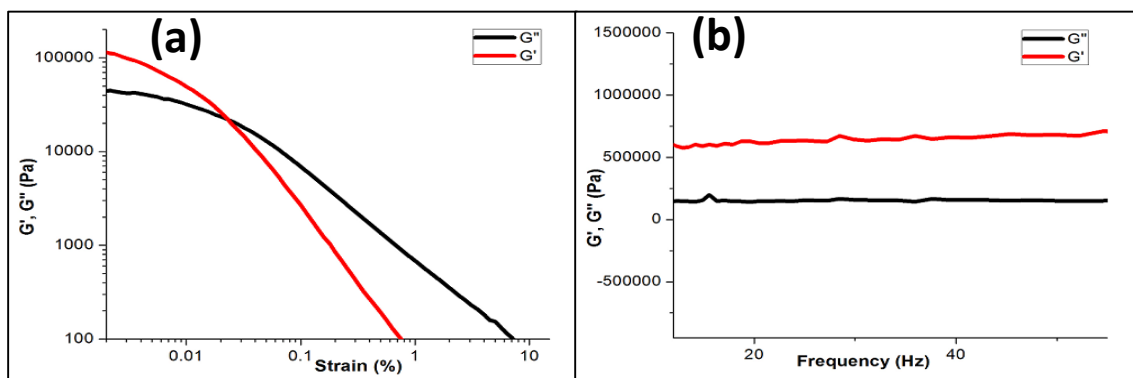 (a)
G"
G'
100000
10000
1000
100
0.01
0.1
1
10
G', G" (Pa)
Strain (%)
(b)
G"
G'
1500000
1000000
500000
0
-500000
20
40
G', G" (Pa)
Frequency (Hz)